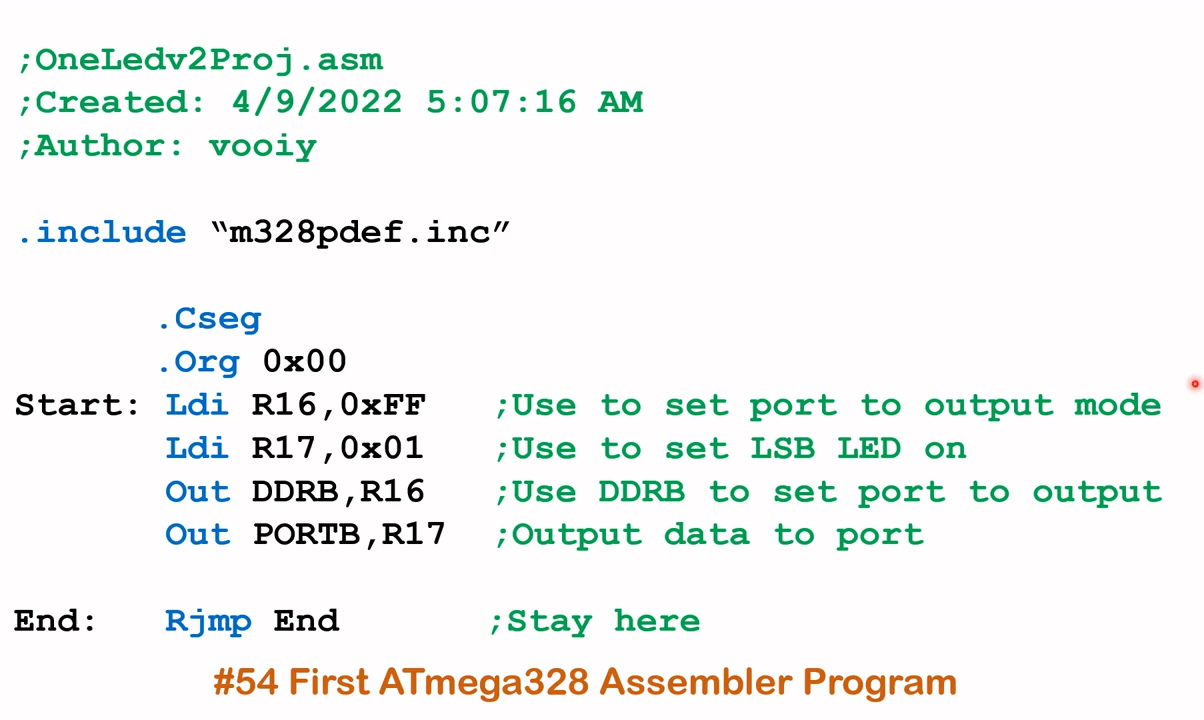 ;OneLedv2Proj.asm
;Created: 4/9/2022 5:07:16 AM
;Author: vooiy
.include “m328pdef.inc”
.Cseg
.Org 0x00
Start: Ldi R16,0xFF ;Use to set port to output mode
Ldi R17,0x01 ;Use to set LSB LED on
Out DDRB,R16 ;Use DDRB to set port to output
Out PORTB,R17 ;Output data to port
End: Rjmp End ;Stay here
#54 First ATmega328 Assembler Program